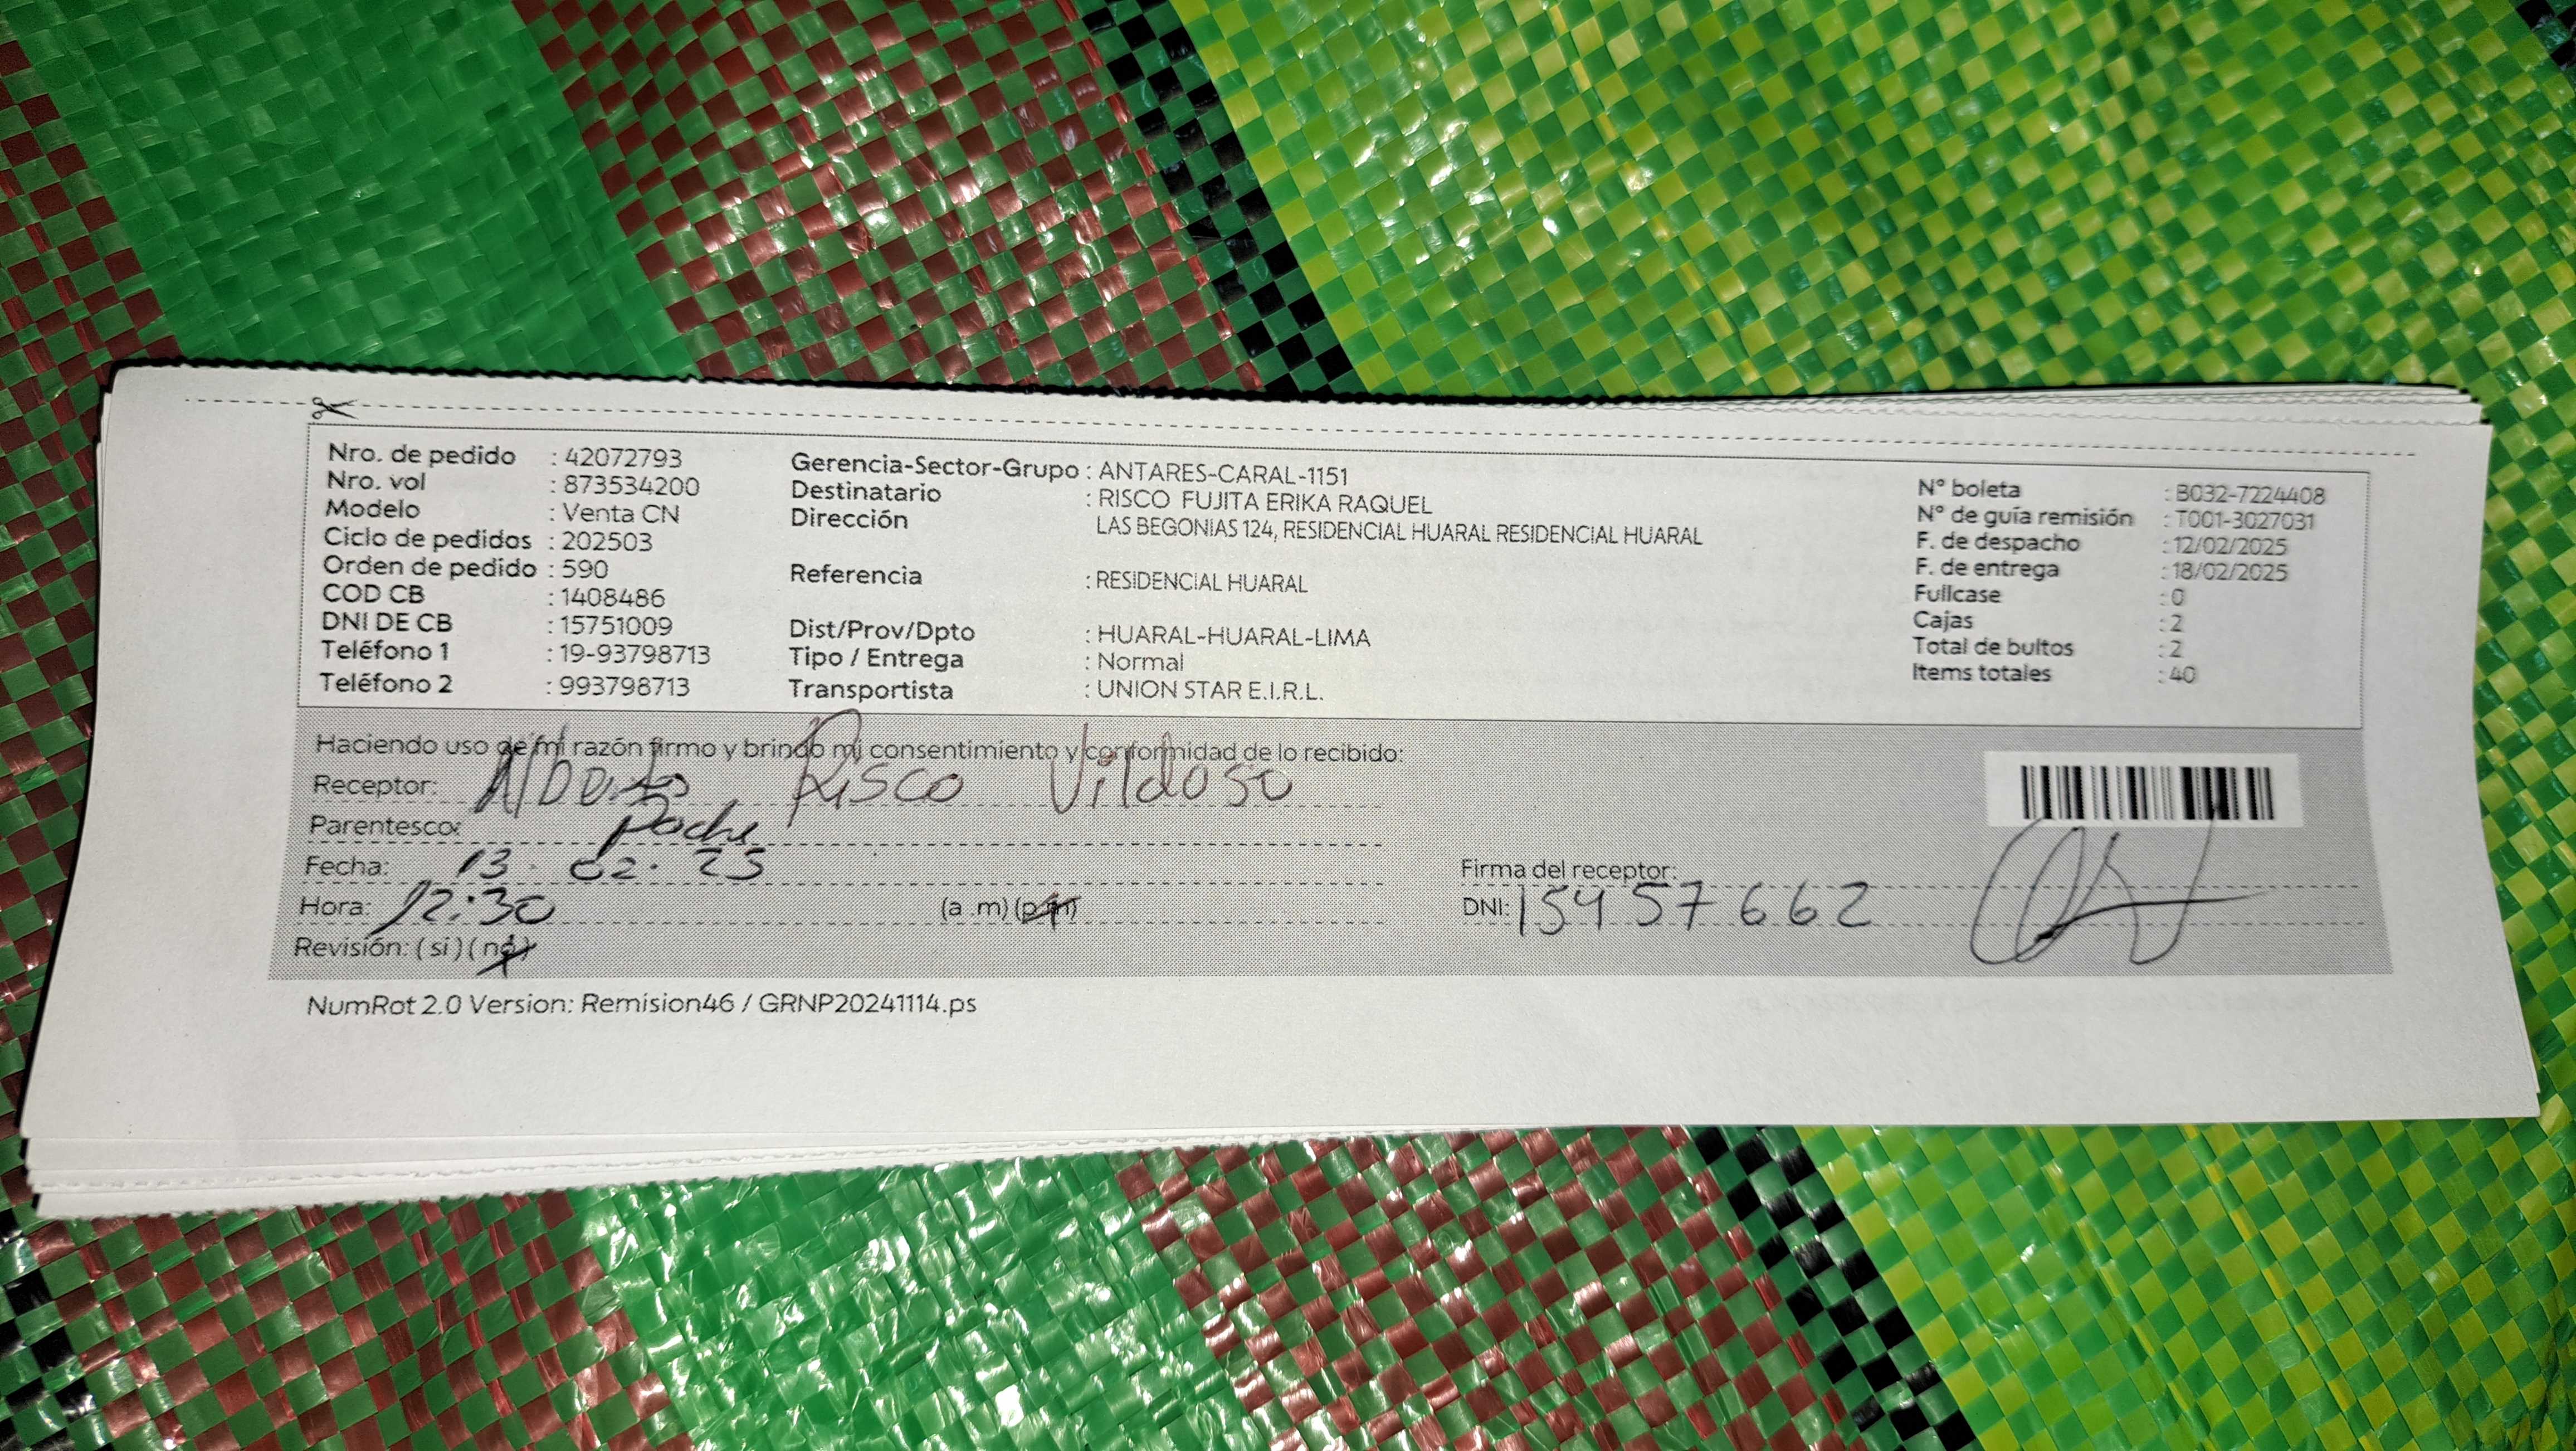 Nro. de pedido : 42072793
Nro. vol : 873534200
Modelo : Venta CN
Ciclo de pedidos : 202503
Orden de pedido : 590
COD CB : 1408486
DNI DE CB : 15751009
Teléfono 1 : 19-93798713
Teléfono 2 : 993798713
Gerencia-Sector-Grupo : ANTARES-CARAL-1151
Destinatario : RISCO FUJITA ERIKA RAQUEL
Dirección LAS BEGONIAS 124, RESIDENCIAL HUARAL RESIDENCIAL HUARAL
Referencia : RESIDENCIAL HUARAL
Dist/Prov/Dpto : HUARAL-HUARAL-LIMA
Tipo / Entrega : Normal
Transportista : UNION STAR E.I.R.L.
N° boleta : B032-7224408
N° de guía remisión : T001-3027031
F. de despacho : 12/02/2025
F. de entrega : 18/02/2025
Fullcase : 0
Cajas : 2
Total de bultos : 2
Items totales : 40
Haciendo uso de mi razón firmo y brindo mi consentimiento y conformidad de lo recibido:
Receptor: Alberto Risco Vildoso
Parentesco: Padre
Fecha: 13.02.25
Hora: 12:30 (a .m) (p.m)
Revisión: ( si ) ( no )
Firma del receptor:
DNI: 15957662
NumRot 2.0 Version: Remision46 / GRNP20241114.ps